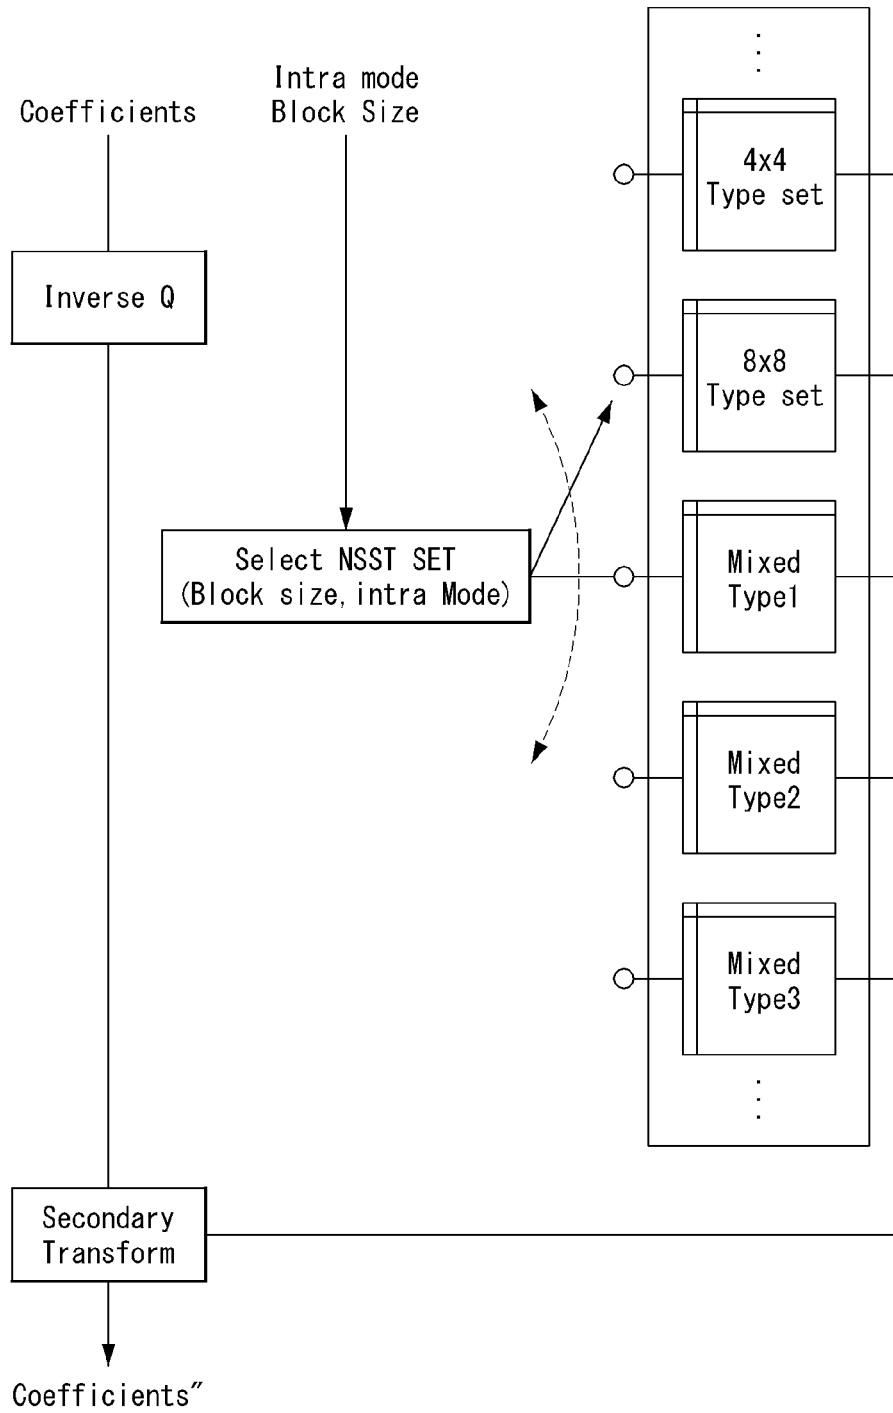 Coefficients
Intra mode
Block Size
Inverse Q
Select NSST SET
(Block size, intra Mode)
4x4
Type set
8x8
Type set
Mixed
Type1
Mixed
Type2
Mixed
Type3
Secondary
Transform
Coefficients"